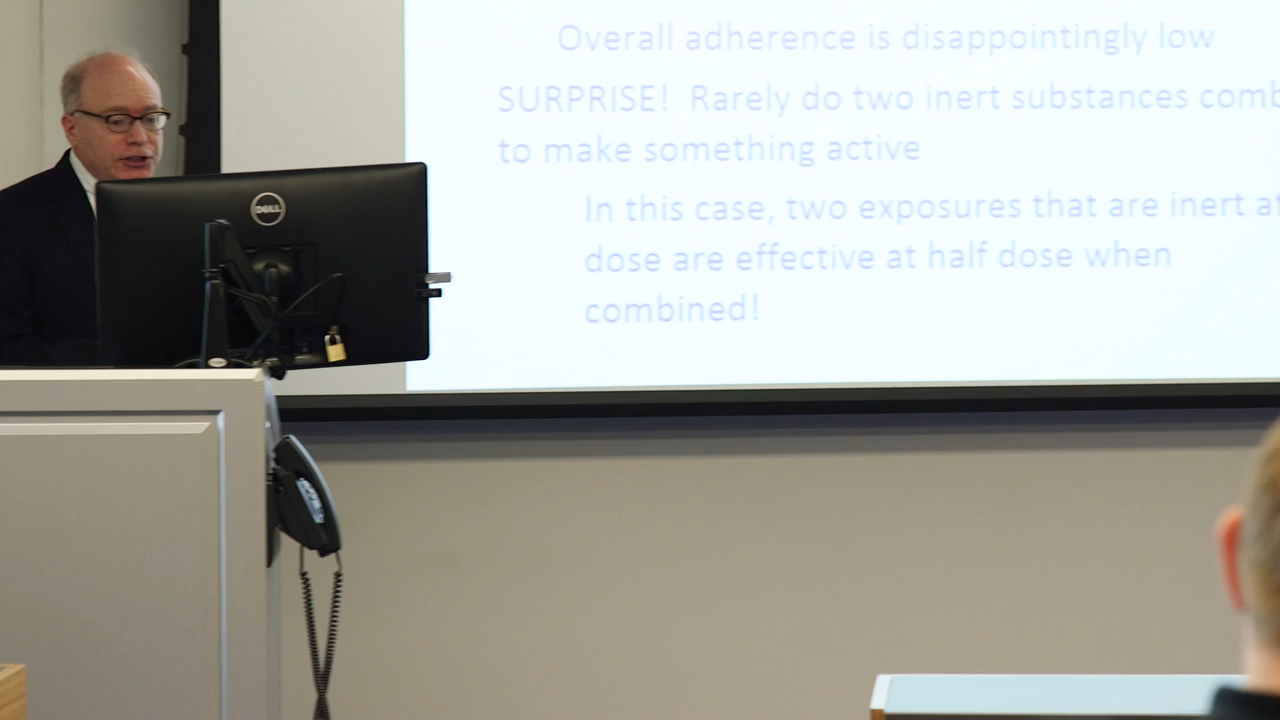 Overall adherence is disappointingly low
SURPRISE! Rarely do two inert substances comb
to make something active
In this case, two exposures that are inert at
dose are effective at half dose when
combined!
DELL